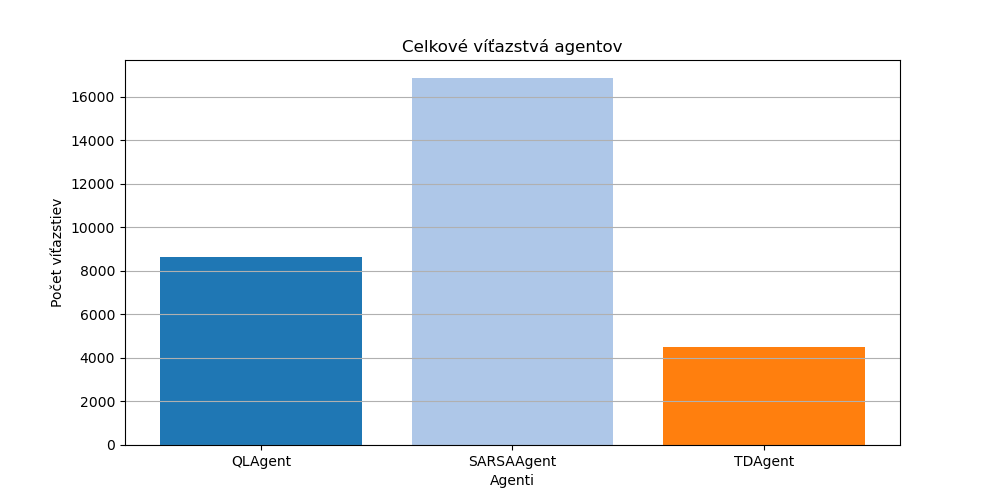 Celkové víťazstvá agentov
Počet víťazstiev
16000
14000
12000
10000
8000
6000
4000
2000
0
QLAgent SARSAAgent TDAgent
Agenti